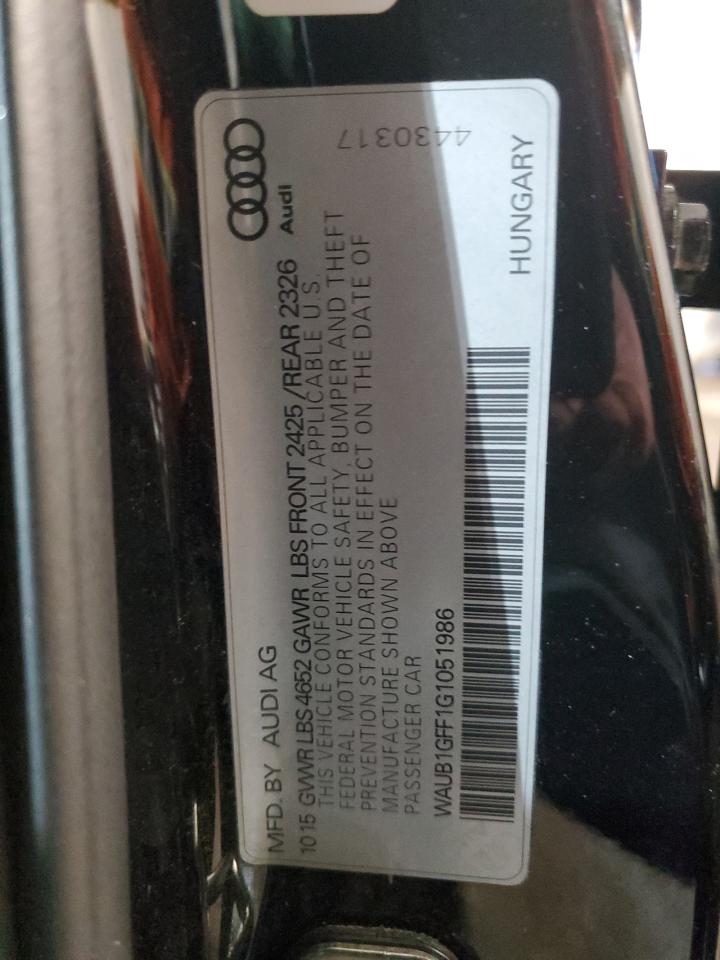 MFD. BY AUDI AG
Audi
10 15 GVWR LBS 4652 GAWR LBS FRONT 2425 / REAR 2326
THIS VEHICLE CONFORMS TO ALL APPLICABLE U.S.
FEDERAL MOTOR VEHICLE SAFETY, BUMPER AND THEFT
PREVENTION STANDARDS IN EFFECT ON THE DATE OF
MANUFACTURE SHOWN ABOVE
PASSENGER CAR
WAUB1GFF1G1051986
HUNGARY
4430317